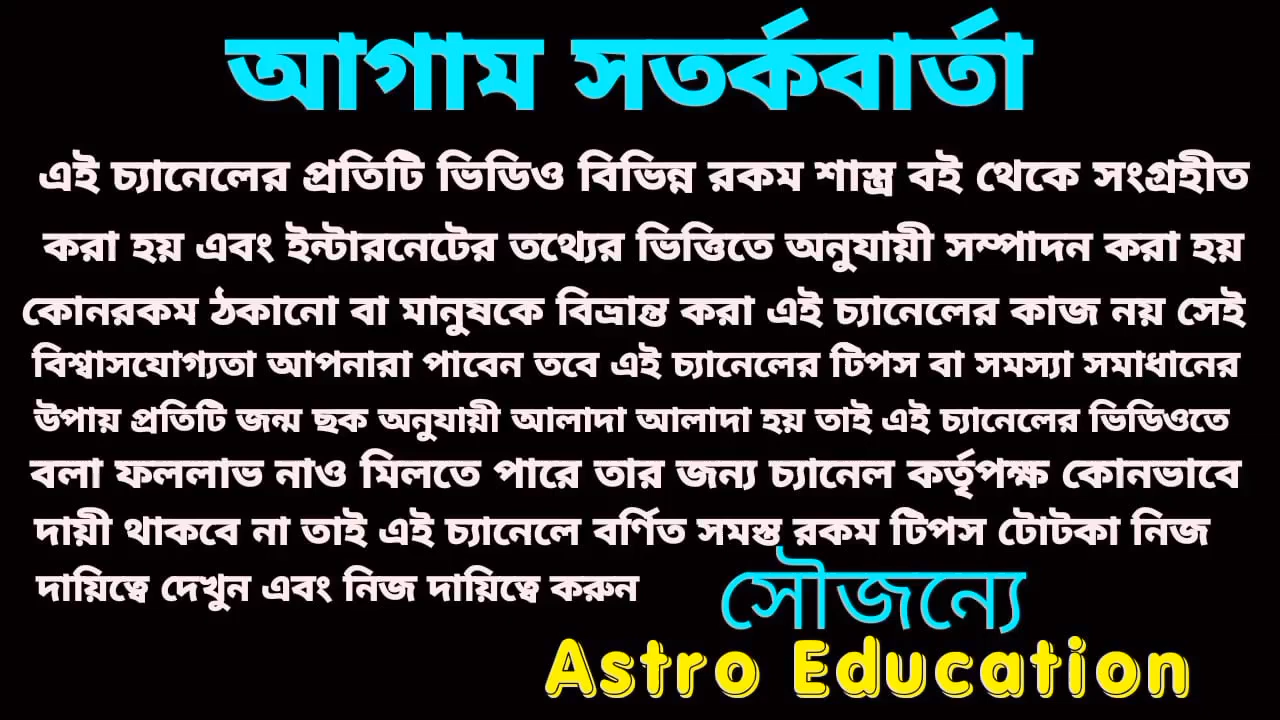 আগাম সতর্কবার্তা
এই চ্যানেলের প্রতিটি ভিডিও বিভিন্ন রকম শাস্ত্র বই থেকে সংগ্রহীত
করা হয় এবং ইন্টারনেটের তথ্যের ভিত্তিতে অনুযায়ী সম্পাদন করা হয়
কোনরকম ঠকানো বা মানুষকে বিভ্রান্ত করা এই চ্যানেলের কাজ নয় সেই
বিশ্বাসযোগ্যতা আপনারা পাবেন তবে এই চ্যানেলের টিপস বা সমস্যা সমাধানের
উপায় প্রতিটি জন্ম ছক অনুযায়ী আলাদা আলাদা হয় তাই এই চ্যানেলের ভিডিওতে
বলা ফললাভ নাও মিলতে পারে তার জন্য চ্যানেল কর্তৃপক্ষ কোনভাবে
দায়ী থাকবে না তাই এই চ্যানেলে বর্ণিত সমস্ত রকম টিপস টোটকা নিজ
দায়িত্বে দেখুন এবং নিজ দায়িত্বে করুন
সৌজন্যে
Astro Education